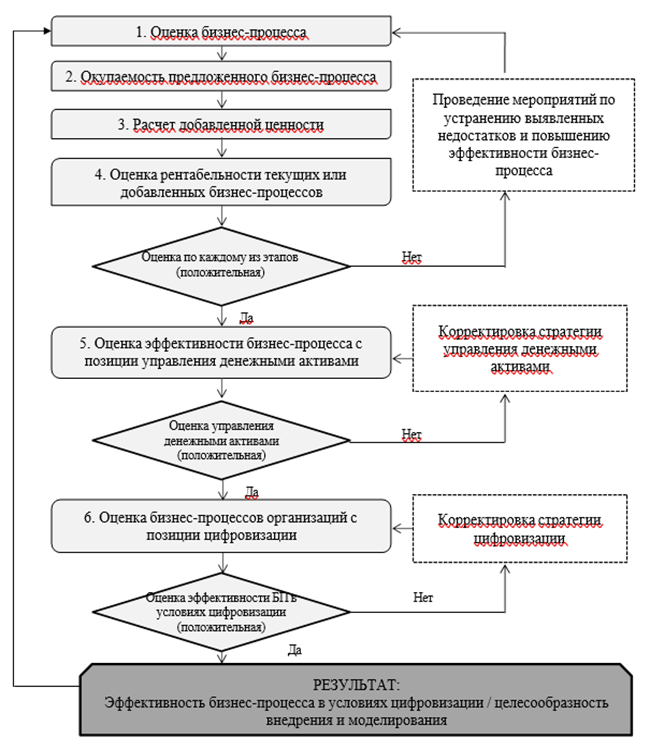 1. Оценка бизнес-процесса
2. Окупаемость предложенного бизнес-процесса
3. Расчет добавленной ценности
4. Оценка рентабельности текущих или
добавленных бизнес-процессов
Проведение мероприятий по
устранению выявленных
недостатков и повышению
эффективности бизнес-
процесса
Оценка по каждому из этапов
(положительная)
Нет
Да
5. Оценка эффективности бизнес-процесса с
позиции управления денежными активами
Корректировка стратегии
управления денежными
активами
Оценка управления
денежными активами
(положительная)
Нет
Да
6. Оценка бизнес-процессов организаций с
позиции цифровизации
Корректировка стратегии
цифровизации
Оценка эффективности БП в
условиях цифровизации
(положительная)
Нет
Да
РЕЗУЛЬТАТ:
Эффективность бизнес-процесса в условиях цифровизации / целесообразность
внедрения и моделирования